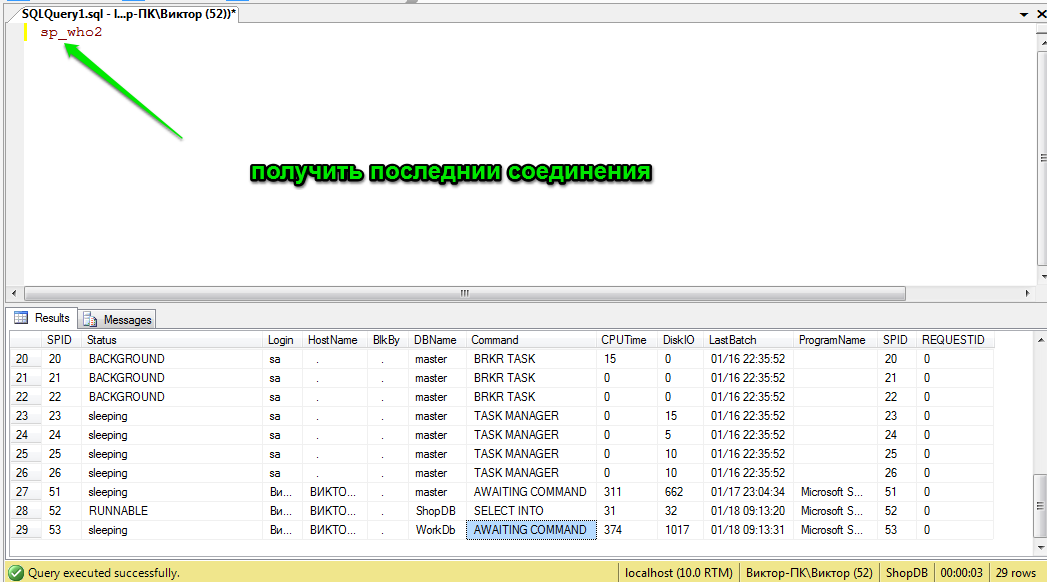 SQLQuery1.sql - l...р-ПК\Виктор (52))*
sp_who2
получить последнии соединения
Results Messages
SPID Status Login HostName BlkBy DBName Command CPUTime DiskIO LastBatch ProgramName SPID REQUESTID
20 20 BACKGROUND sa . . master BRKR TASK 15 0 01/16 22:35:52 20 0
21 21 BACKGROUND sa . . master BRKR TASK 0 0 01/16 22:35:52 21 0
22 22 BACKGROUND sa . . master BRKR TASK 0 0 01/16 22:35:52 22 0
23 23 sleeping sa . . master TASK MANAGER 0 15 01/16 22:35:52 23 0
24 24 sleeping sa . . master TASK MANAGER 0 5 01/16 22:35:52 24 0
25 25 sleeping sa . . master TASK MANAGER 0 10 01/16 22:35:52 25 0
26 26 sleeping sa . . master TASK MANAGER 0 10 01/16 22:35:52 26 0
27 51 sleeping Ви... ВИКТО... . master AWAITING COMMAND 311 662 01/17 23:04:34 Microsoft S... 51 0
28 52 RUNNABLE Ви... ВИКТО... . ShopDB SELECT INTO 31 32 01/18 09:13:20 Microsoft S... 52 0
29 53 sleeping Ви... ВИКТО... . WorkDb AWAITING COMMAND 374 1017 01/18 09:13:31 Microsoft S... 53 0
Query executed successfully. localhost (10.0 RTM) Виктор-ПК\Виктор (52) ShopDB 00:00:03 29 rows